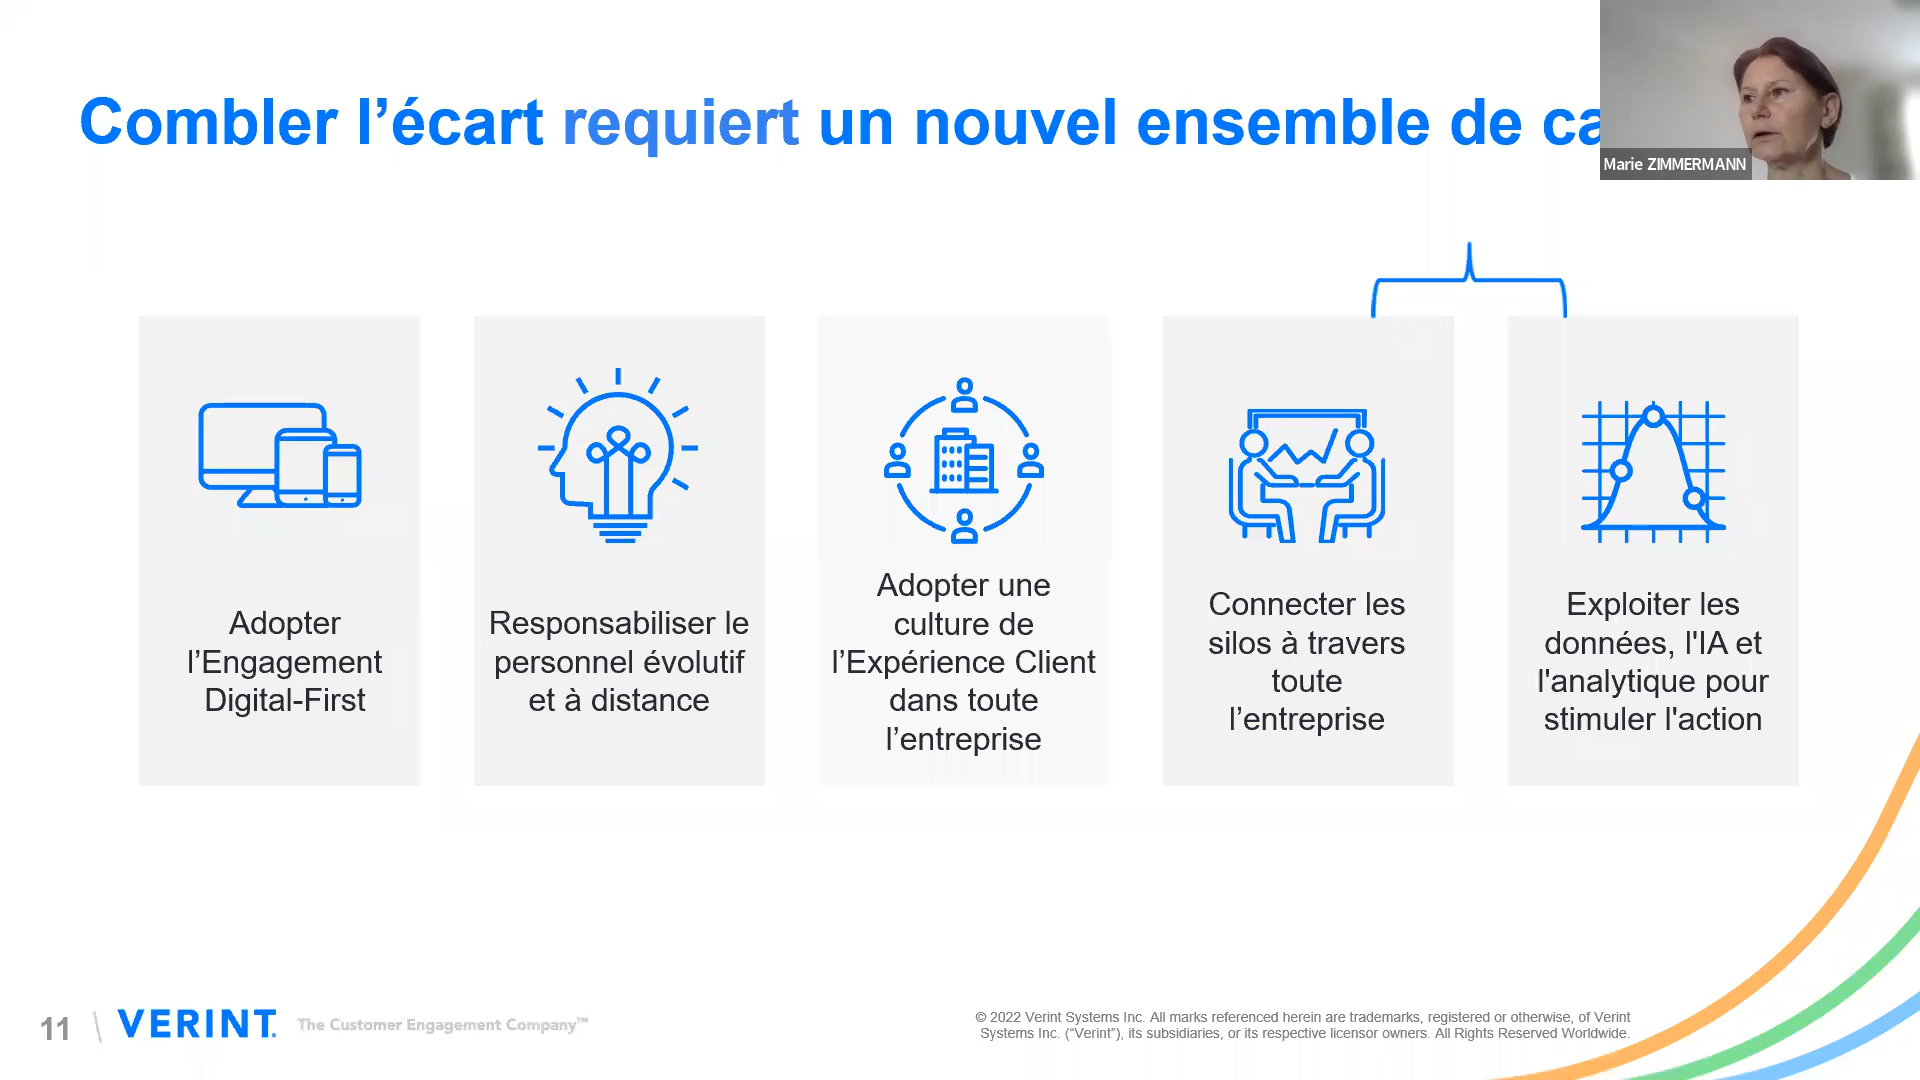 Combler l’écart requiert un nouvel ensemble de
Marie ZIMMERMANN
Adopter
l’Engagement
Digital-First
Responsabiliser le
personnel évolutif
et à distance
Adopter une
culture de
l’Expérience Client
dans toute
l’entreprise
Connecter les
silos à travers
toute
l’entreprise
Exploiter les
données, l'IA et
l'analytique pour
stimuler l'action
11
VERINT.
The Customer Engagement Company™
© 2022 Verint Systems Inc. All marks referenced herein are trademarks, registered or otherwise, of Verint
Systems Inc. (“Verint”), its subsidiaries, or its respective licensor owners. All Rights Reserved Worldwide.